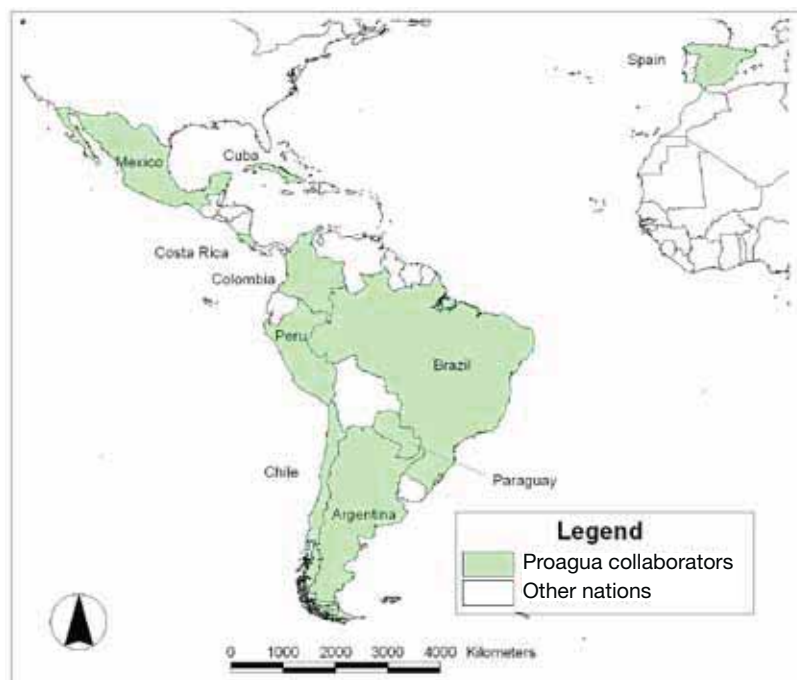 Spain
Cuba
Mexico
Costa Rica
Colombia
Peru
Brazil
Chile
Paraguay
Argentina
Legend
Proagua collaborators
Other nations
0 1000 2000 3000 4000 Kilometers